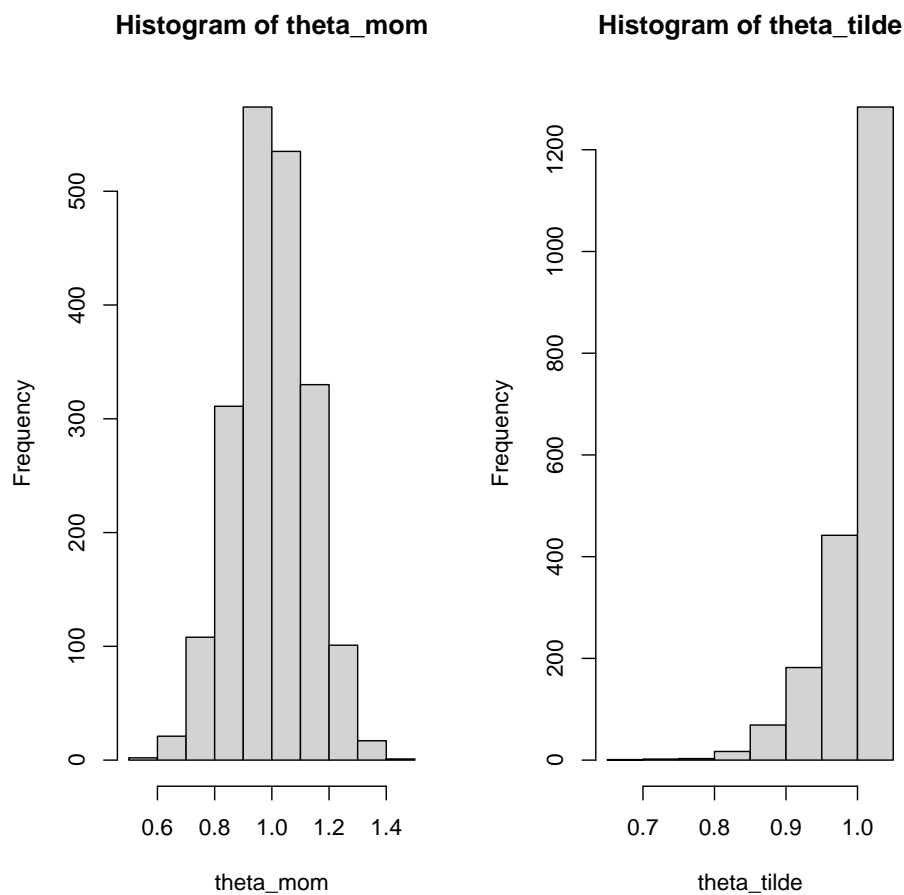 Histogram of theta_mom
Frequency
0 100 200 300 400 500
0.6 0.8 1.0 1.2 1.4
theta_mom
Histogram of theta_tilde
Frequency
0 200 400 600 800 1000 1200
0.7 0.8 0.9 1.0
theta_tilde